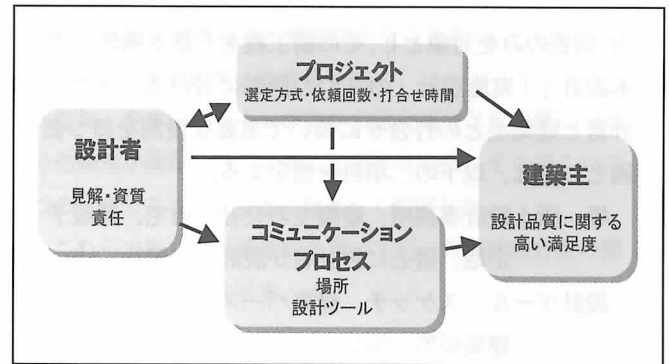 プロジェクト
選定方式・依頼回数・打合せ時間
設計者
見解・資質
責任
建築主
設計品質に関する
高い満足度
コミュニケーション
プロセス
場所
設計ツール